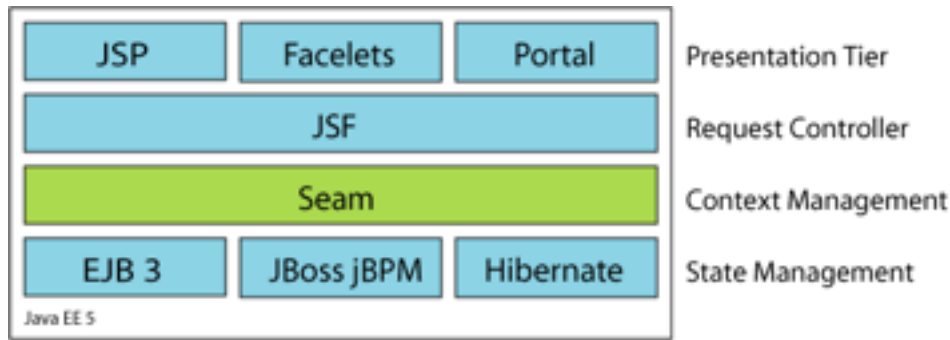 JSP Facelets Portal Presentation Tier
JSF Request Controller
Seam Context Management
EJB 3 JBoss jBPM Hibernate State Management
Java EE 5